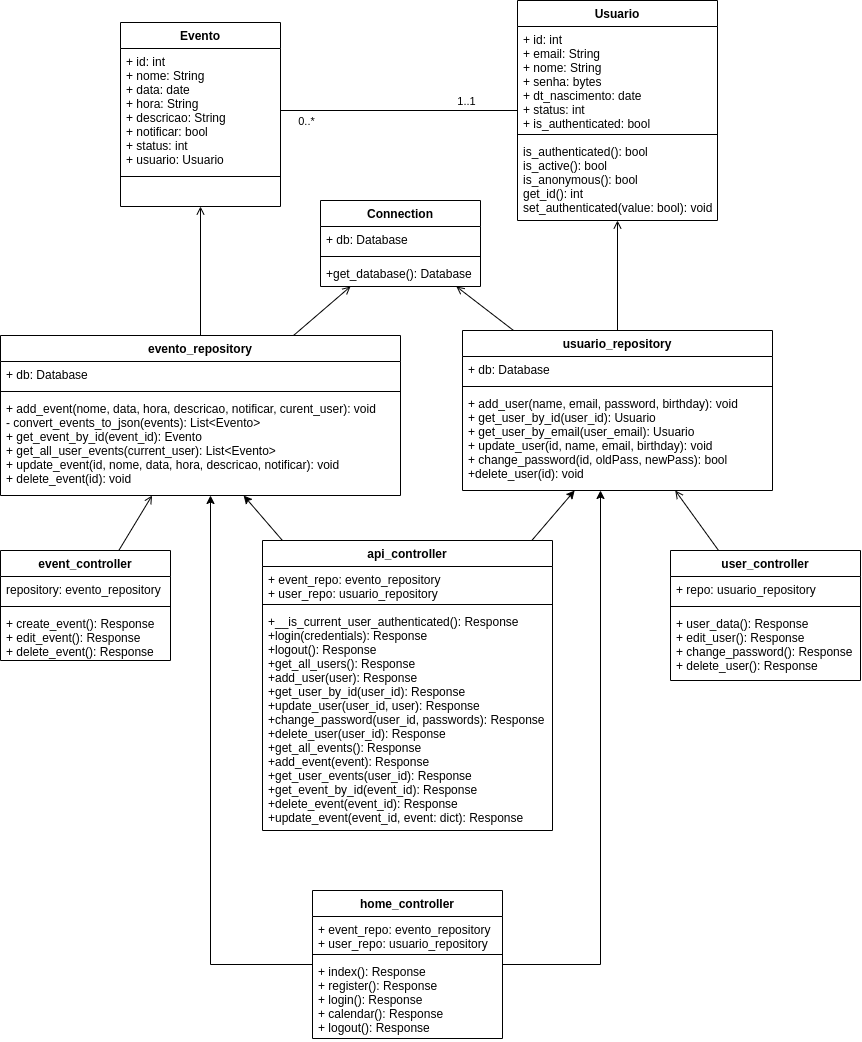 Evento
+ id: int
+ nome: String
+ data: date
+ hora: String
+ descricao: String
+ notificar: bool
+ status: int
+ usuario: Usuario
0..*
1..1
Usuario
+ id: int
+ email: String
+ nome: String
+ senha: bytes
+ dt_nascimento: date
+ status: int
+ is_authenticated: bool
is_authenticated(): bool
is_active(): bool
is_anonymous(): bool
get_id(): int
set_authenticated(value: bool): void
Connection
+ db: Database
+get_database(): Database
evento_repository
+ db: Database
+ add_event(nome, data, hora, descricao, notificar, curent_user): void
- convert_events_to_json(events): List<Evento>
+ get_event_by_id(event_id): Evento
+ get_all_user_events(current_user): List<Evento>
+ update_event(id, nome, data, hora, descricao, notificar): void
+ delete_event(id): void
usuario_repository
+ db: Database
+ add_user(name, email, password, birthday): void
+ get_user_by_id(user_id): Usuario
+ get_user_by_email(user_email): Usuario
+ update_user(id, name, email, birthday): void
+ change_password(id, oldPass, newPass): bool
+delete_user(id): void
event_controller
repository: evento_repository
+ create_event(): Response
+ edit_event(): Response
+ delete_event(): Response
api_controller
+ event_repo: evento_repository
+ user_repo: usuario_repository
+__is_current_user_authenticated(): Response
+login(credentials): Response
+logout(): Response
+get_all_users(): Response
+add_user(user): Response
+get_user_by_id(user_id): Response
+update_user(user_id, user): Response
+change_password(user_id, passwords): Response
+delete_user(user_id): Response
+get_all_events(): Response
+add_event(event): Response
+get_user_events(user_id): Response
+get_event_by_id(event_id): Response
+delete_event(event_id): Response
+update_event(event_id, event: dict): Response
user_controller
+ repo: usuario_repository
+ user_data(): Response
+ edit_user(): Response
+ change_password(): Response
+ delete_user(): Response
home_controller
+ event_repo: evento_repository
+ user_repo: usuario_repository
+ index(): Response
+ register(): Response
+ login(): Response
+ calendar(): Response
+ logout(): Response